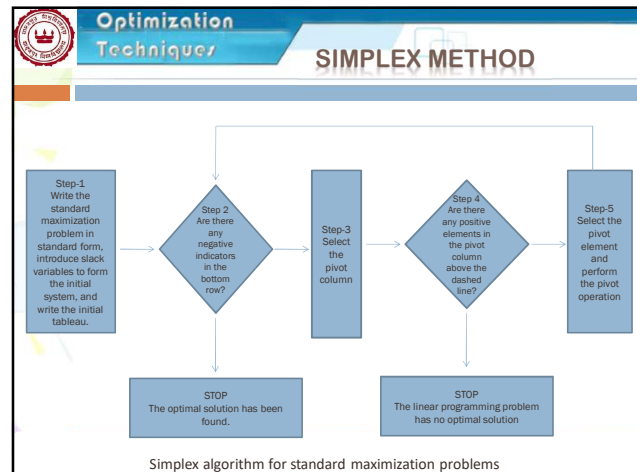 Optimization
Techniques
SIMPLEX METHOD
Step-1
Write the
standard
maximization
problem in
standard form,
introduce slack
variables to form
the initial
system, and
write the initial
tableau.
Step 2
Are there
any
negative
indicators
in the
bottom
row?
Step-3
Select
the
pivot
column
Step 4
Are there
any positive
elements in
the pivot
column
above the
dashed
line?
Step-5
Select the
pivot
element
and
perform
the pivot
operation
STOP
The optimal solution has been
found.
STOP
The linear programming problem
has no optimal solution
Simplex algorithm for standard maximization problems